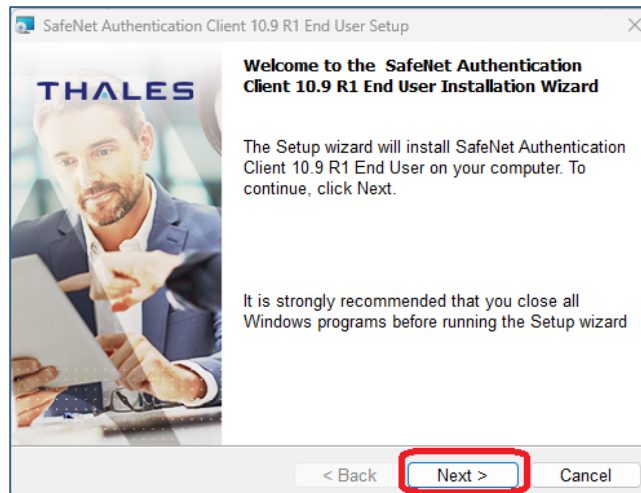 SafeNet Authentication Client 10.9 R1 End User Setup
THALES
Welcome to the SafeNet Authentication
Client 10.9 R1 End User Installation Wizard
The Setup wizard will install SafeNet Authentication
Client 10.9 R1 End User on your computer. To
continue, click Next.
It is strongly recommended that you close all
Windows programs before running the Setup wizard
< Back Next > Cancel